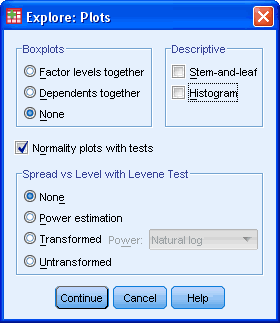 Explore: Plots
Boxplots
Factor levels together
Dependents together
None
Descriptive
Stem-and-leaf
Histogram
Normality plots with tests
Spread vs Level with Levene Test
None
Power estimation
Transformed Power: Natural log
Untransformed
Continue Cancel Help